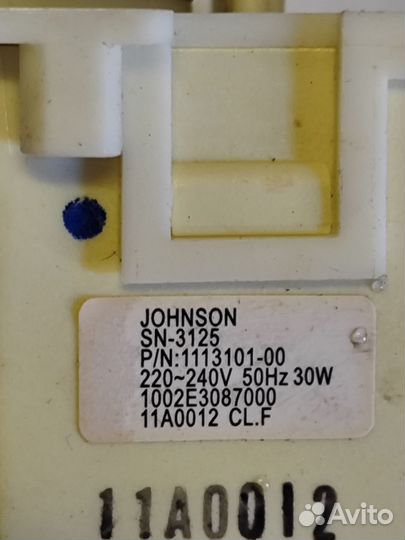 JOHNSON
SN-3125
P/N:1113101-00
220~240V 50Hz 30W
1002E3087000
11A0012 CL.F
11A0012
Avito